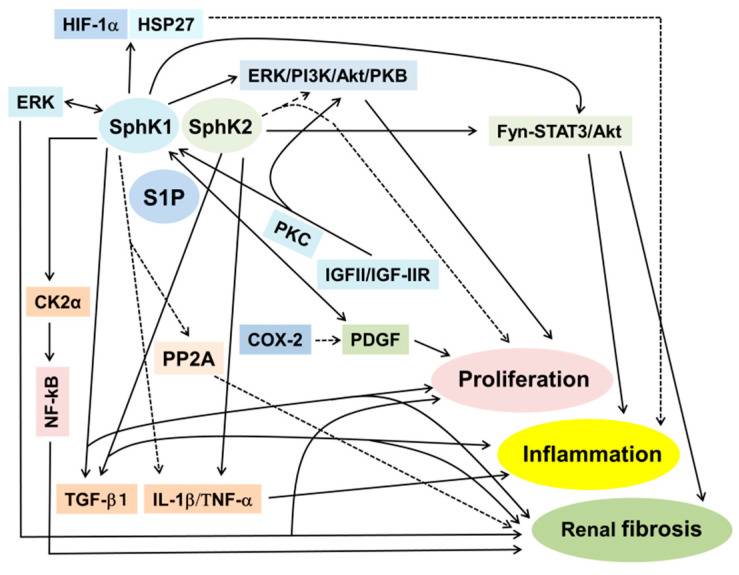 HIF-1α HSP27
ERK/PI3K/Akt/PKB
ERK
SphK1 SphK2
Fyn-STAT3/Akt
S1P
PKC
IGFII/IGF-IIR
CK2α
COX-2 PDGF
PP2A
Proliferation
NF-kB
Inflammation
TGF-β1 IL-1β/TNF-α
Renal fibrosis